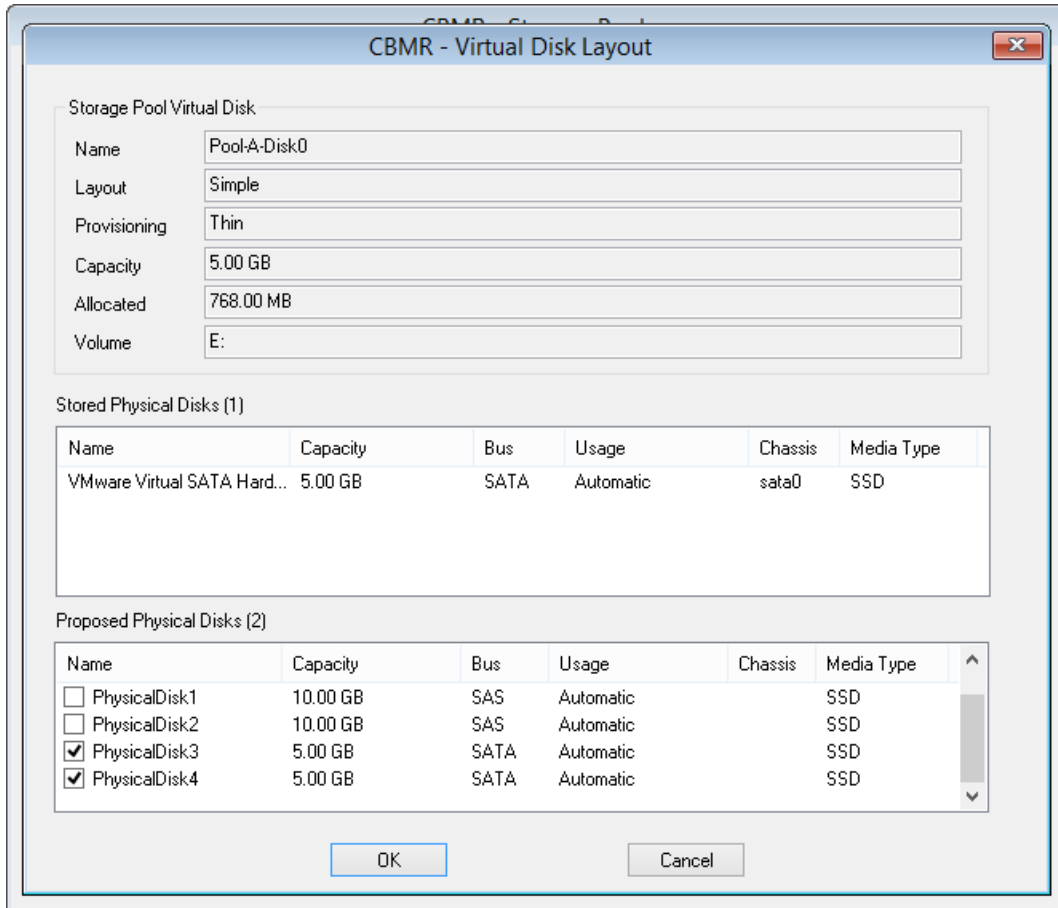 CBMR - Virtual Disk Layout
Storage Pool Virtual Disk
Name Pool-A-Disk0
Layout Simple
Provisioning Thin
Capacity 5.00 GB
Allocated 768.00 MB
Volume E:
Stored Physical Disks (1)
Name Capacity Bus Usage Chassis Media Type
VMware Virtual SATA Hard... 5.00 GB SATA Automatic sata0 SSD
Proposed Physical Disks (2)
Name Capacity Bus Usage Chassis Media Type
PhysicalDisk1 10.00 GB SAS Automatic SSD
PhysicalDisk2 10.00 GB SAS Automatic SSD
PhysicalDisk3 5.00 GB SATA Automatic SSD
PhysicalDisk4 5.00 GB SATA Automatic SSD
OK Cancel